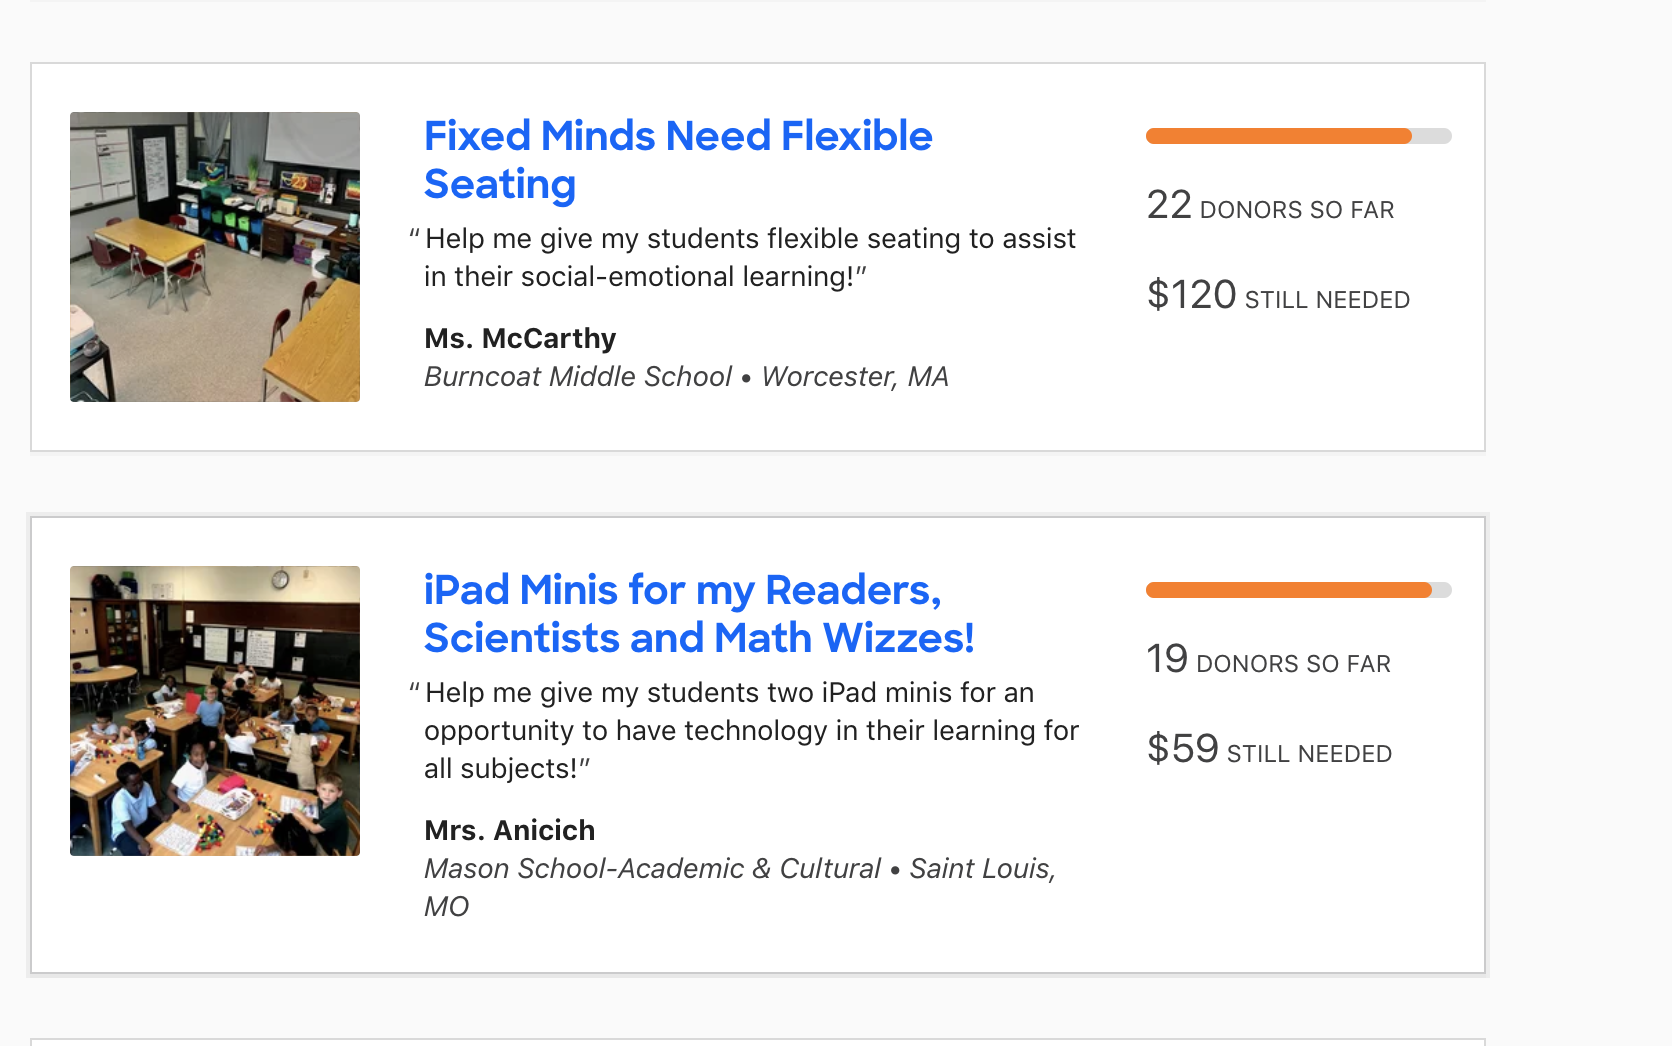 Fixed Minds Need Flexible
Seating
“Help me give my students flexible seating to assist
in their social-emotional learning!”
Ms. McCarthy
Burncoat Middle School • Worcester, MA
22 DONORS SO FAR
$120 STILL NEEDED
iPad Minis for my Readers,
Scientists and Math Wizzes!
“Help me give my students two iPad minis for an
opportunity to have technology in their learning for
all subjects!”
Mrs. Anicich
Mason School-Academic & Cultural • Saint Louis,
MO
19 DONORS SO FAR
$59 STILL NEEDED